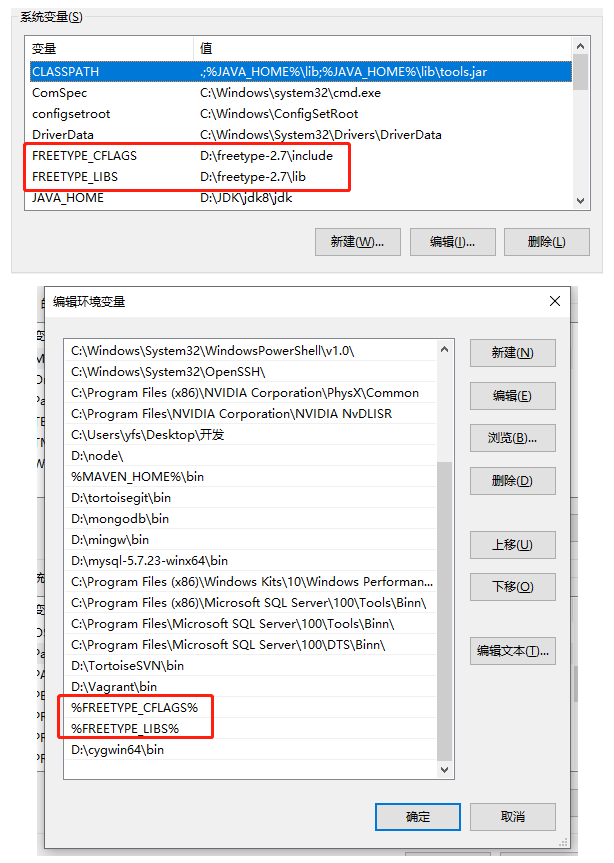 系统变量(S)
变量 值
CLASSPATH .;%JAVA_HOME%\lib;%JAVA_HOME%\lib\tools.jar
ComSpec C:\Windows\system32\cmd.exe
configsetroot C:\Windows\ConfigSetRoot
DriverData C:\Windows\System32\Drivers\DriverData
FREETYPE_CFLAGS D:\freetype-2.7\include
FREETYPE_LIBS D:\freetype-2.7\lib
JAVA_HOME D:\JDK\jdk8\jdk
新建(W)... 编辑(I)... 删除(L)
编辑环境变量
C:\Windows\System32\WindowsPowerShell\v1.0\
C:\Windows\System32\OpenSSH\
C:\Program Files (x86)\NVIDIA Corporation\PhysX\Common
C:\Program Files\NVIDIA Corporation\NVIDIA NvDLISR
C:\Users\yfs\Desktop\开发
D:\node\
%MAVEN_HOME%\bin
D:\tortoisegit\bin
D:\mongodb\bin
D:\mingw\bin
D:\mysql-5.7.23-winx64\bin
C:\Program Files (x86)\Windows Kits\10\Windows Performan...
C:\Program Files (x86)\Microsoft SQL Server\100\Tools\Binn\
C:\Program Files\Microsoft SQL Server\100\Tools\Binn\
C:\Program Files\Microsoft SQL Server\100\DTS\Binn\
D:\TortoiseSVN\bin
D:\Vagrant\bin
%FREETYPE_CFLAGS%
%FREETYPE_LIBS%
D:\cygwin64\bin
新建(N)
编辑(E)
浏览(B)...
删除(D)
上移(U)
下移(O)
编辑文本(T)...
确定 取消